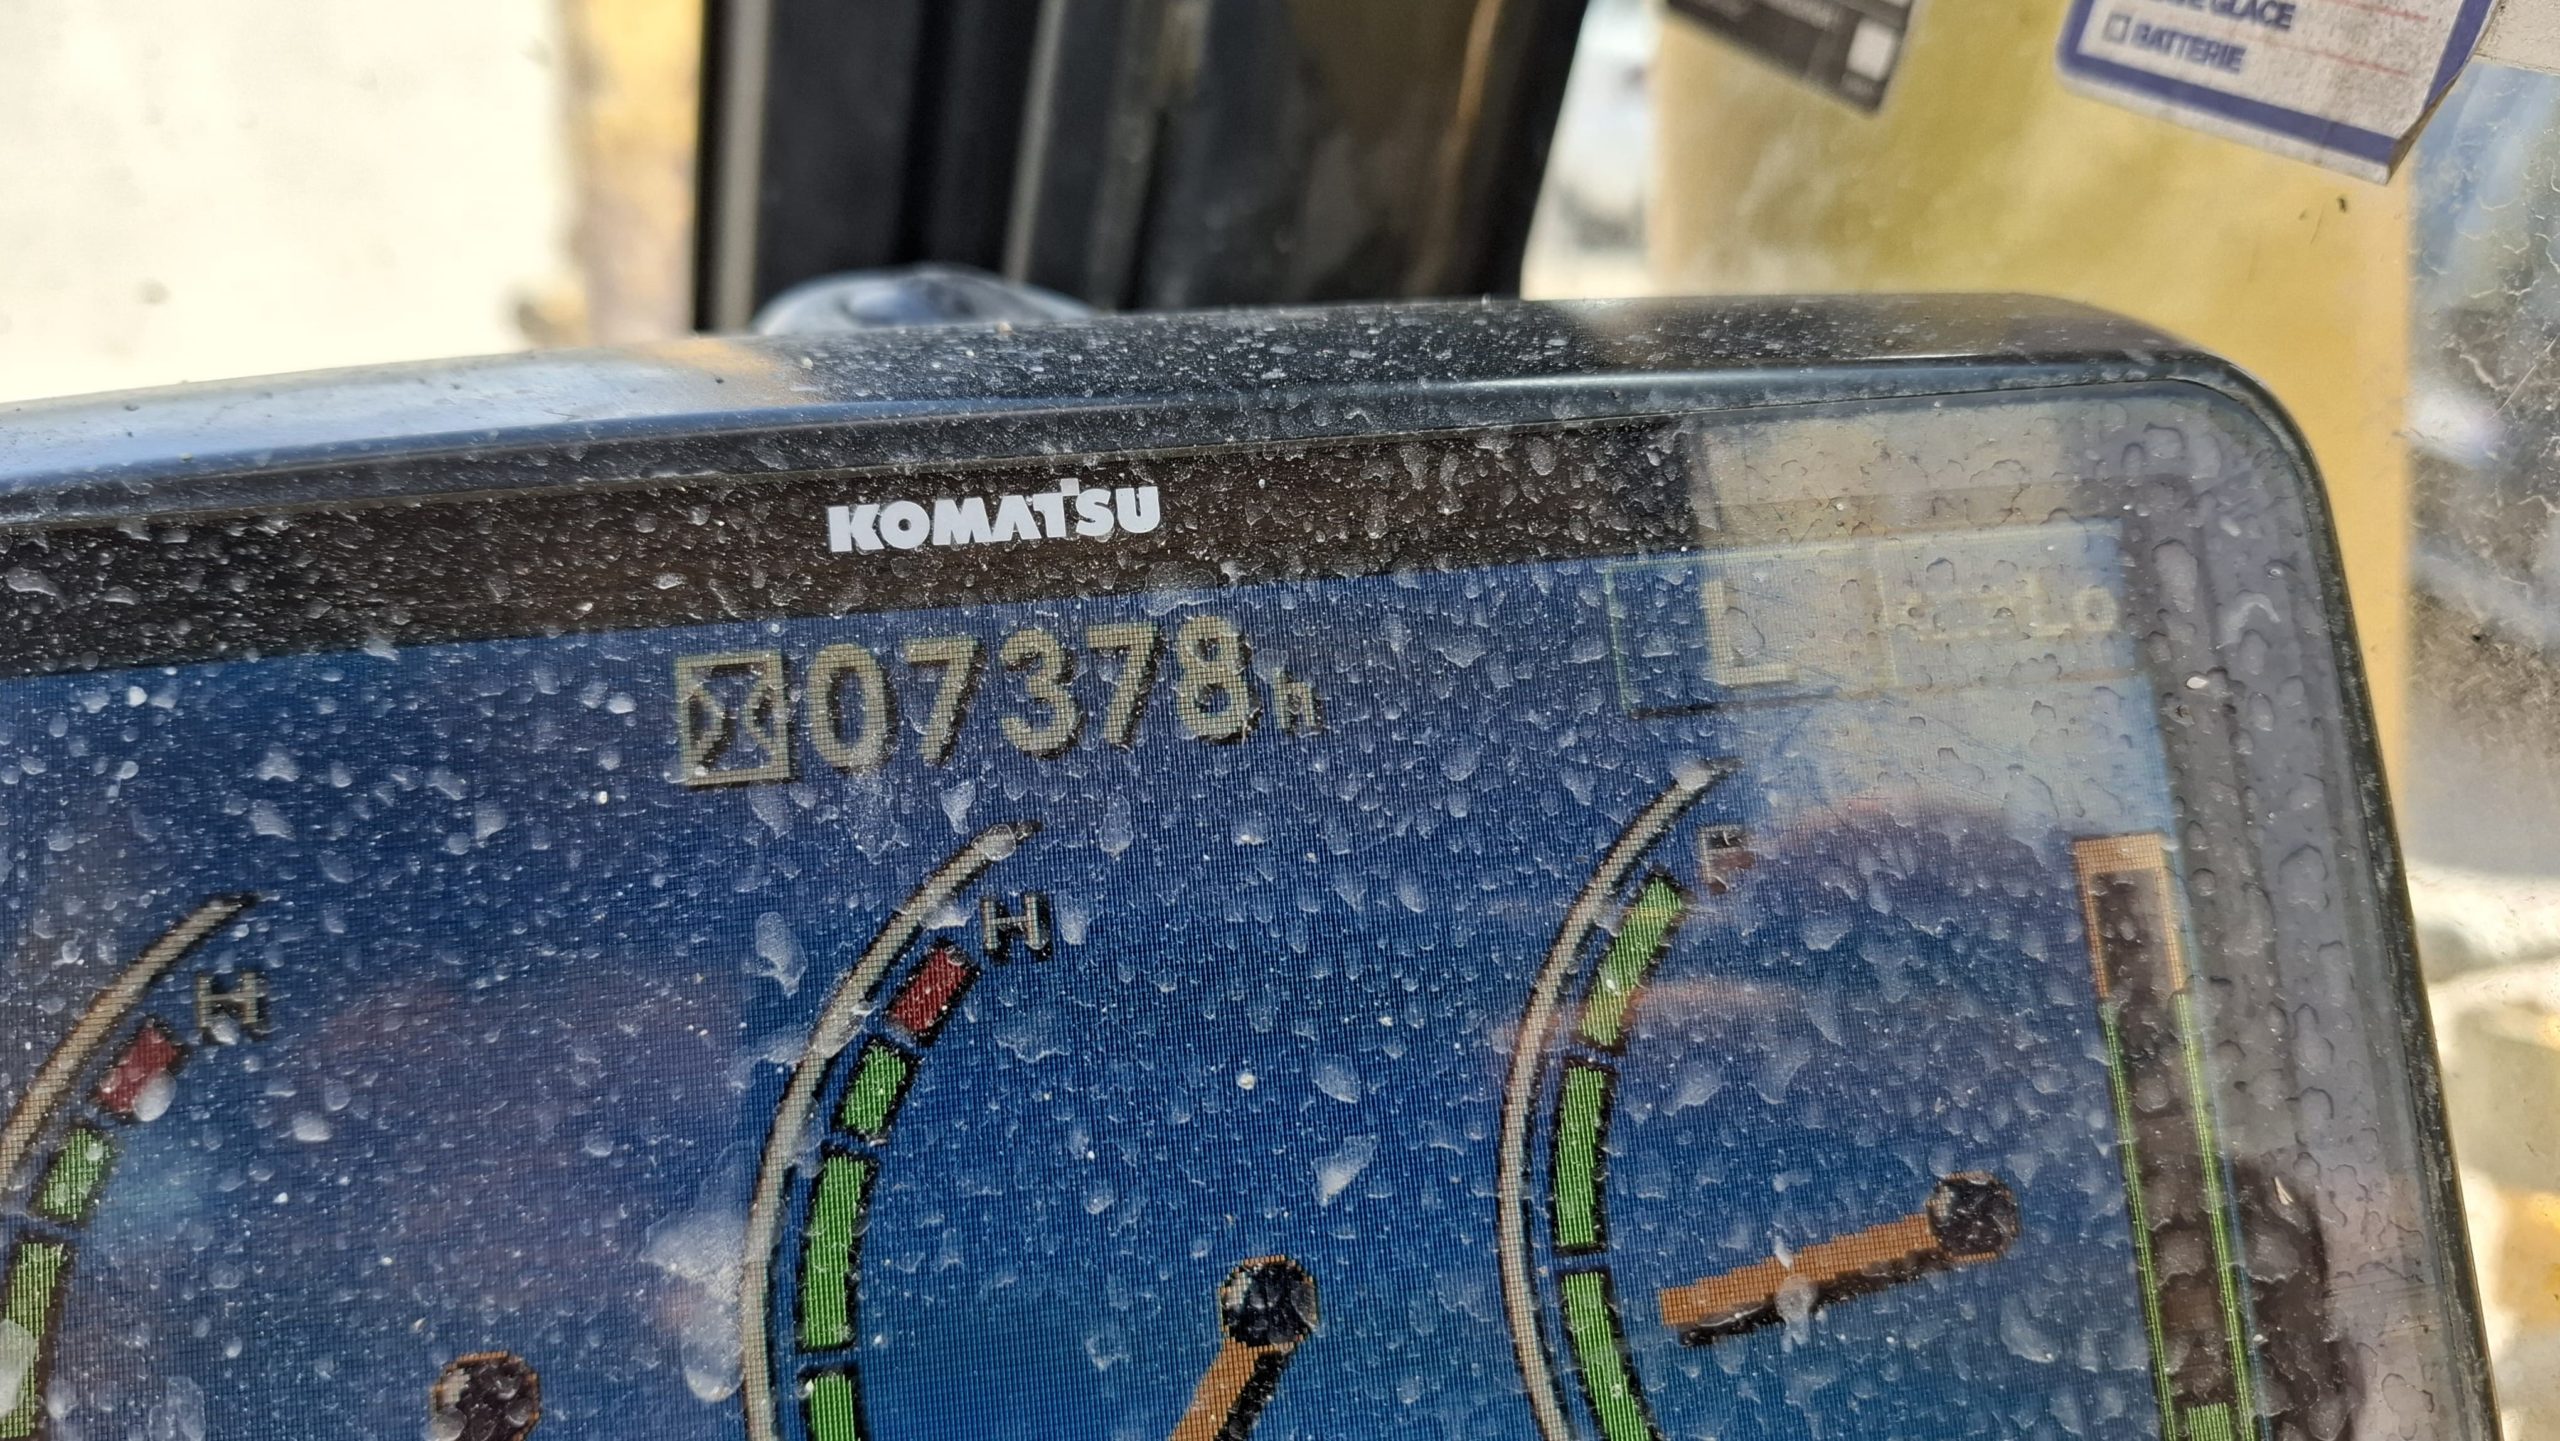 GLACE
BATTERIE
KOMATSU
07378h
L
H
H
F